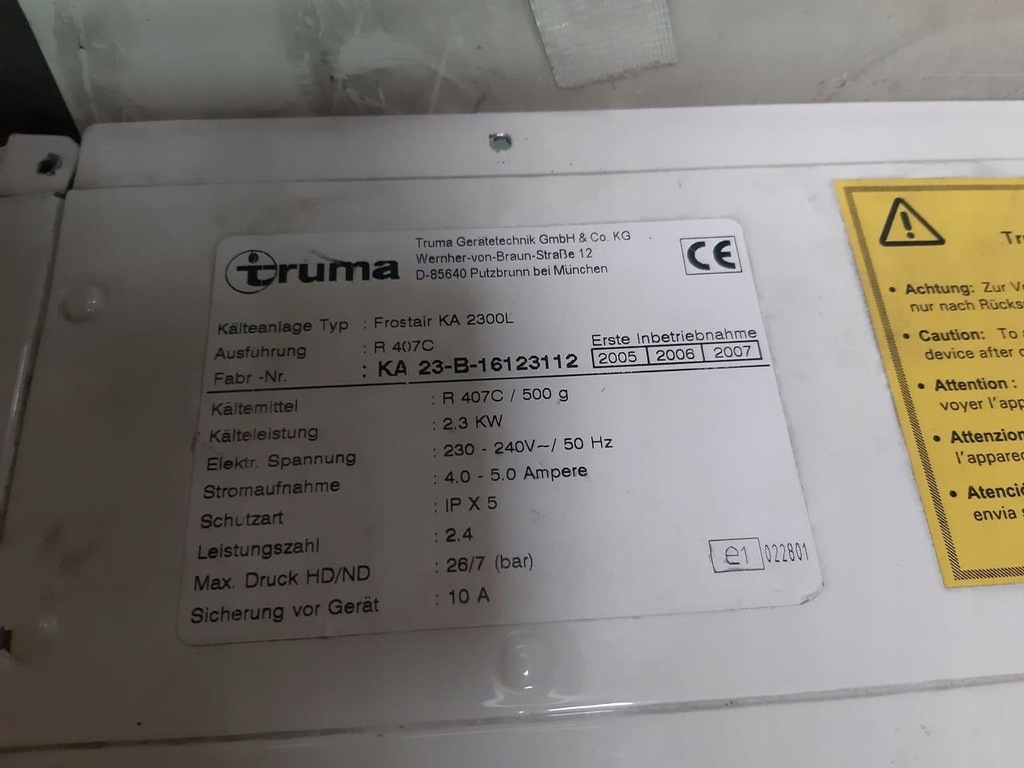 truma
Truma Gerätetechnik GmbH & Co. KG
Wernher-von-Braun-Straße 12
D-85640 Putzbrunn bei München
CE
Kälteanlage Typ : Frostair KA 2300L
Ausführung : R 407C
Fabr -Nr. : KA 23-B-16123112
Erste Inbetriebnahme
2005 2006 2007
Kältemittel : R 407C / 500 g
Kälteleistung : 2.3 KW
Elektr. Spannung : 230 - 240V~/ 50 Hz
Stromaufnahme : 4.0 - 5.0 Ampere
Schutzart : IP X 5
Leistungszahl : 2.4
Max. Druck HD/ND : 26/7 (bar)
Sicherung vor Gerät : 10 A
e1 022801
• Achtung: Zur
nur nach
• Caution: To
device after
• Attention :
voyer l'app
• Attenzion
l'apparec
• Atenció
envia